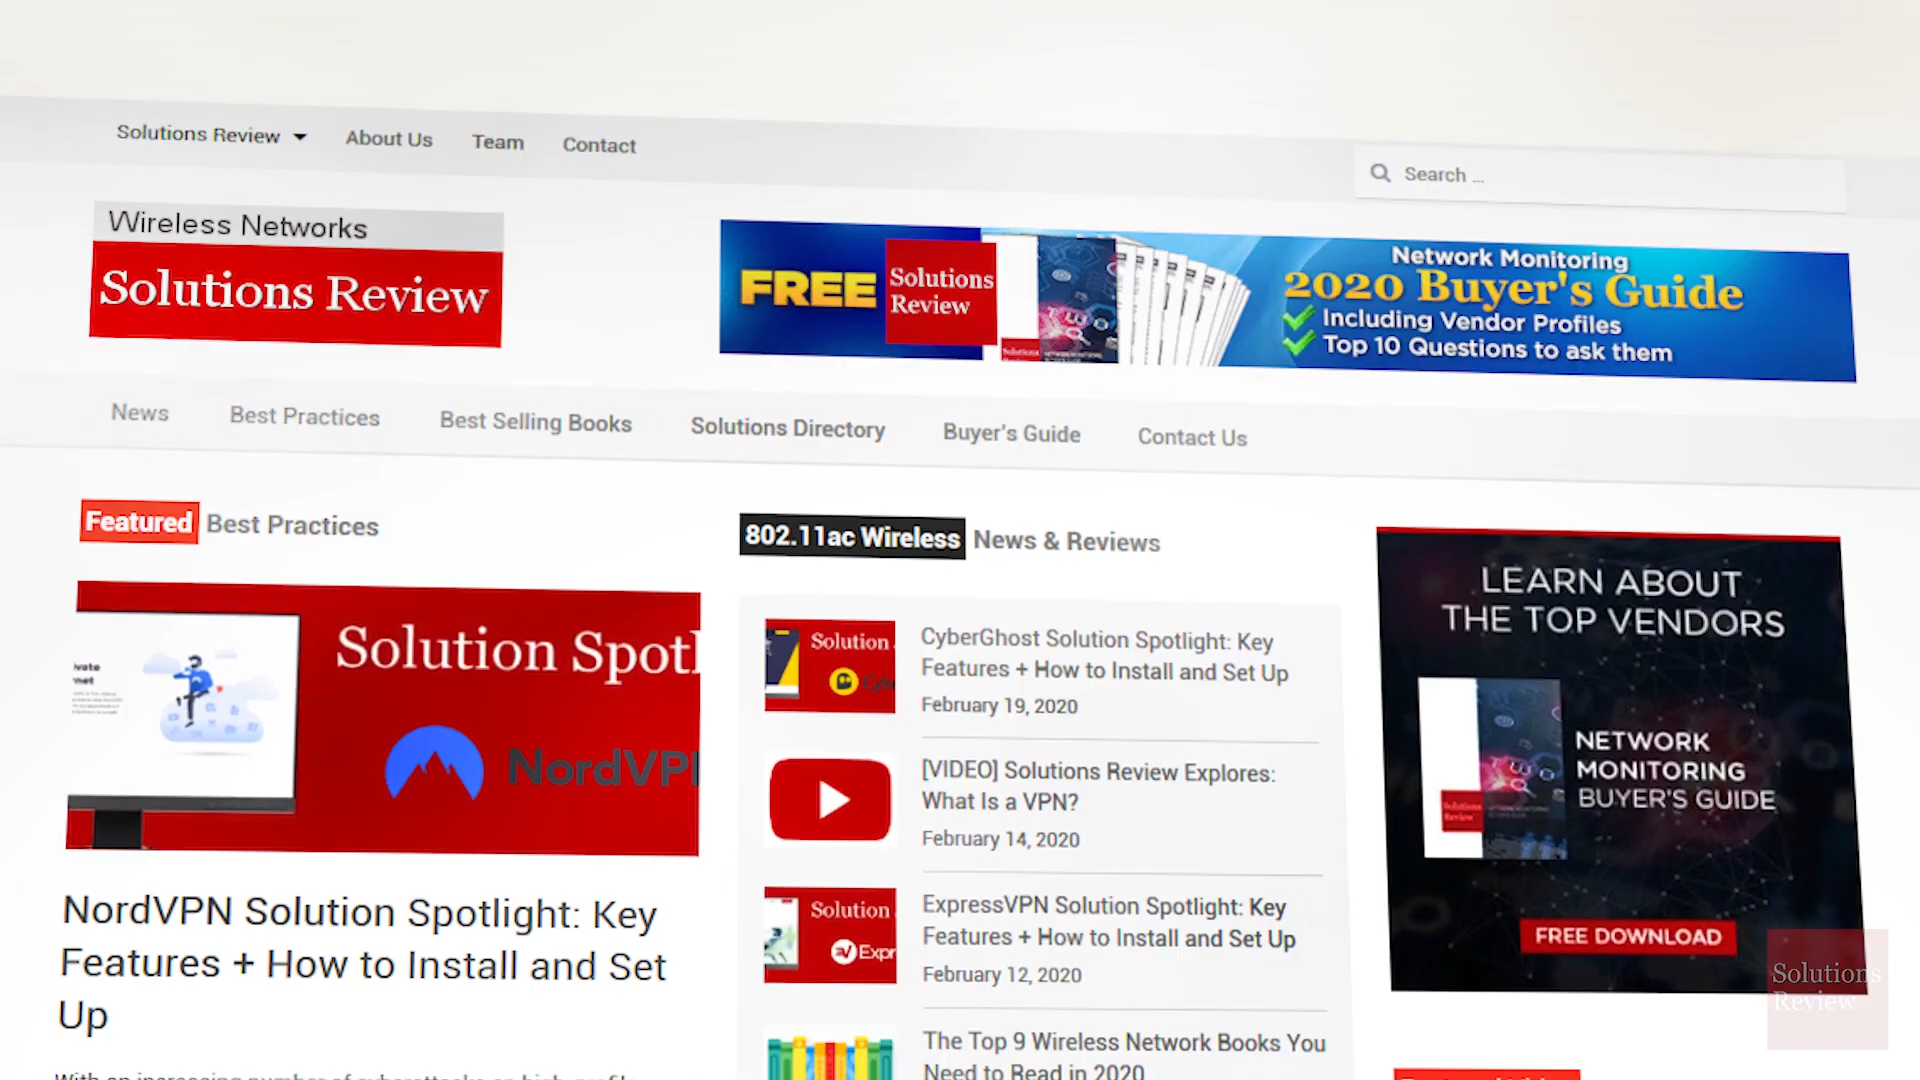 Solutions Review
About Us
Team
Contact
Search ...
Wireless Networks
Solutions Review
FREE
Solutions
Review
Network Monitoring
2020 Buyer's Guide
Including Vendor Profiles
Top 10 Questions to ask them
News
Best Practices
Best Selling Books
Solutions Directory
Buyer's Guide
Contact Us
Featured Best Practices
Solution Spotl
NordVP
NordVPN Solution Spotlight: Key
Features + How to Install and Set
Up
802.11ac Wireless News & Reviews
Solution
CyberGhost Solution Spotlight: Key
Features + How to Install and Set Up
February 19, 2020
[VIDEO] Solutions Review Explores:
What Is a VPN?
February 14, 2020
Solution
Expr
ExpressVPN Solution Spotlight: Key
Features + How to Install and Set Up
February 12, 2020
The Top 9 Wireless Network Books You
Need to Read in 2020
LEARN ABOUT
THE TOP VENDORS
Solutions
Review
NETWORK
MONITORING
BUYER'S GUIDE
FREE DOWNLOAD
Solutions
Review